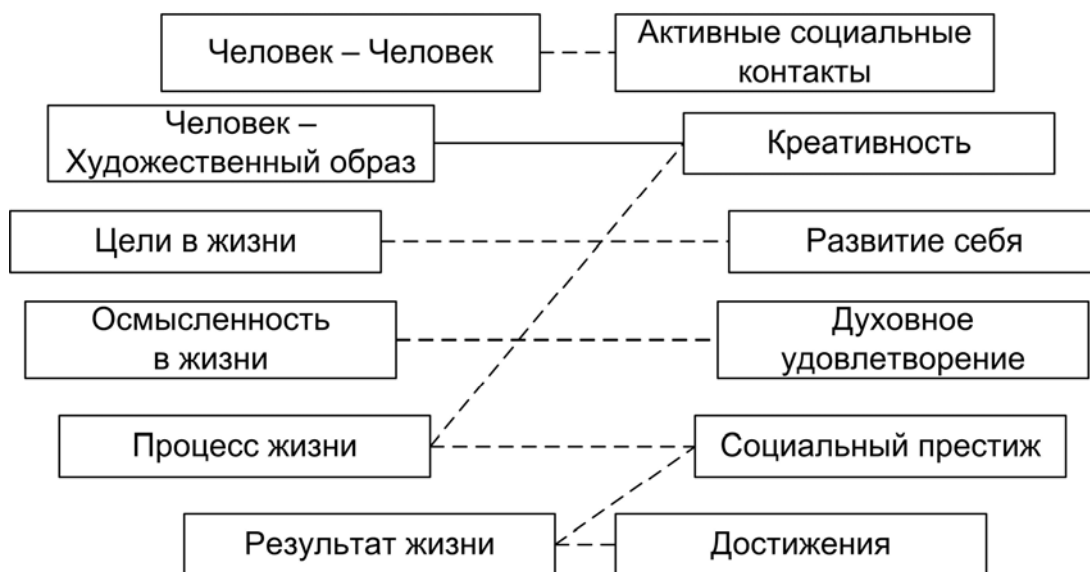 Человек – Человек
Активные социальные
контакты
Человек –
Художественный образ
Креативность
Цели в жизни
Развитие себя
Осмысленность
в жизни
Духовное
удовлетворение
Процесс жизни
Социальный престиж
Результат жизни
Достижения